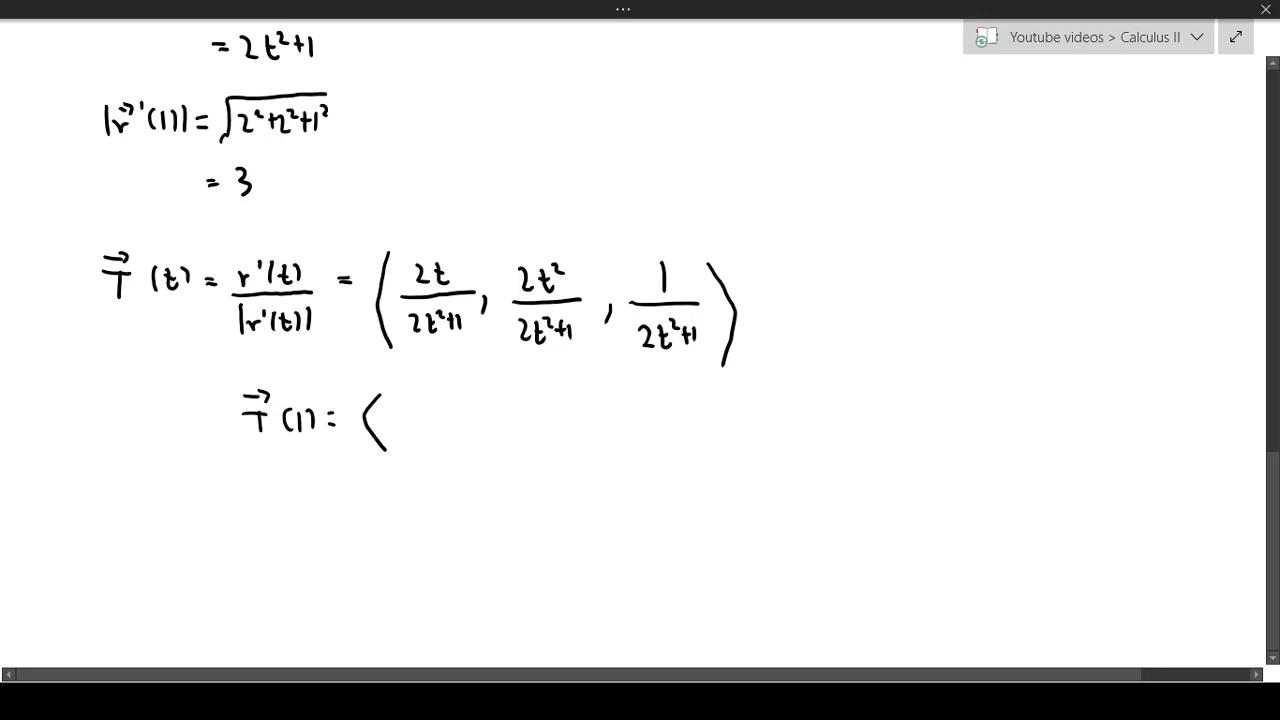 ...
Youtube videos > Calculus II
= 2t²+1
|r⃗'(1)| = √(2²+2²+1²)
= 3
T⃗(t) = r'(t)/|r'(t)| = ⟨2t/(2t²+1), 2t²/(2t²+1), 1/(2t²+1)⟩
T⃗(1) = ⟨